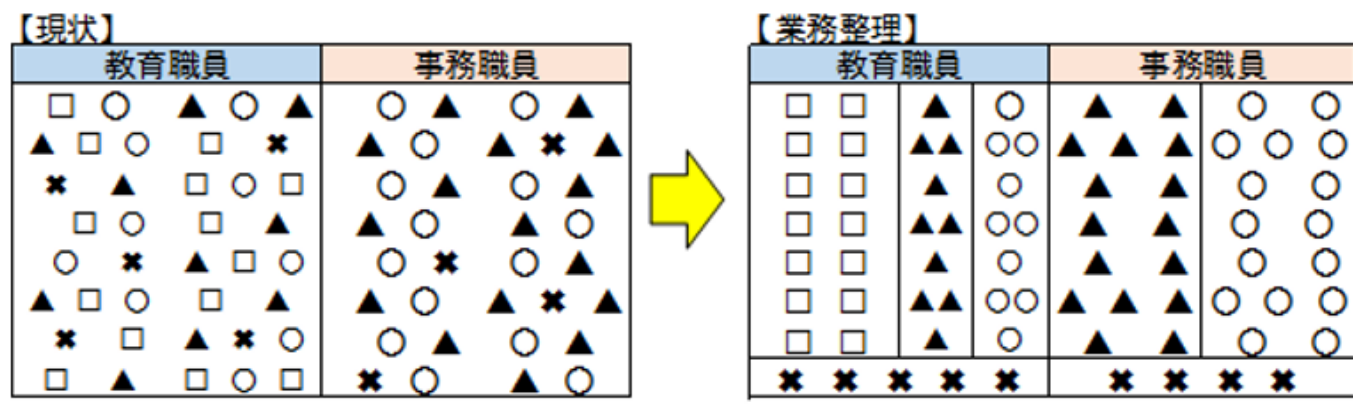 【現状】
教育職員 事務職員
□ ○ ▲ ○ ▲ ○ ▲ ○ ▲
▲ □ ○ □ ✖ ▲ ○ ▲ ✖ ▲
✖ ▲ □ ○ □ ○ ▲ ○ ▲
□ ○ □ ▲ ▲ ○ ▲ ○
○ ✖ ▲ □ ○ ○ ✖ ○ ▲
▲ □ ○ □ ▲ ▲ ○ ▲ ✖ ▲
✖ □ ▲ ✖ ○ ○ ▲ ○ ▲
□ ▲ □ ○ □ ✖ ○ ▲ ○
【業務整理】
教育職員 事務職員
□ □ ▲ ○ ▲ ▲ ○ ○
□ □ ▲▲ ○○ ▲ ▲ ▲ ○ ○ ○
□ □ ▲ ○ ▲ ▲ ○ ○
□ □ ▲▲ ○○ ▲ ▲ ○ ○
□ □ ▲ ○ ▲ ▲ ○ ○
□ □ ▲▲ ○○ ▲ ▲ ▲ ○ ○ ○
□ □ ▲ ○ ▲ ▲ ○ ○
✖ ✖ ✖ ✖ ✖ ✖ ✖ ✖ ✖